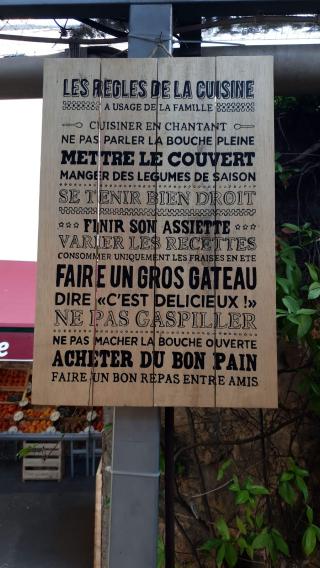 LES REGLES DE LA CUISINE
A USAGE DE LA FAMILLE
CUISINER EN CHANTANT
NE PAS PARLER LA BOUCHE PLEINE
METTRE LE COUVERT
MANGER DES LEGUMES DE SAISON
SE TENIR BIEN DROIT
FINIR SON ASSIETTE
VARIER LES RECETTES
CONSOMMER UNIQUEMENT LES FRAISES EN ETE
FAIRE UN GROS GATEAU
DIRE «C'EST DELICIEUX !»
NE PAS GASPILLER
NE PAS MACHER LA BOUCHE OUVERTE
ACHETER DU BON PAIN
FAIRE UN BON REPAS ENTRE AMIS